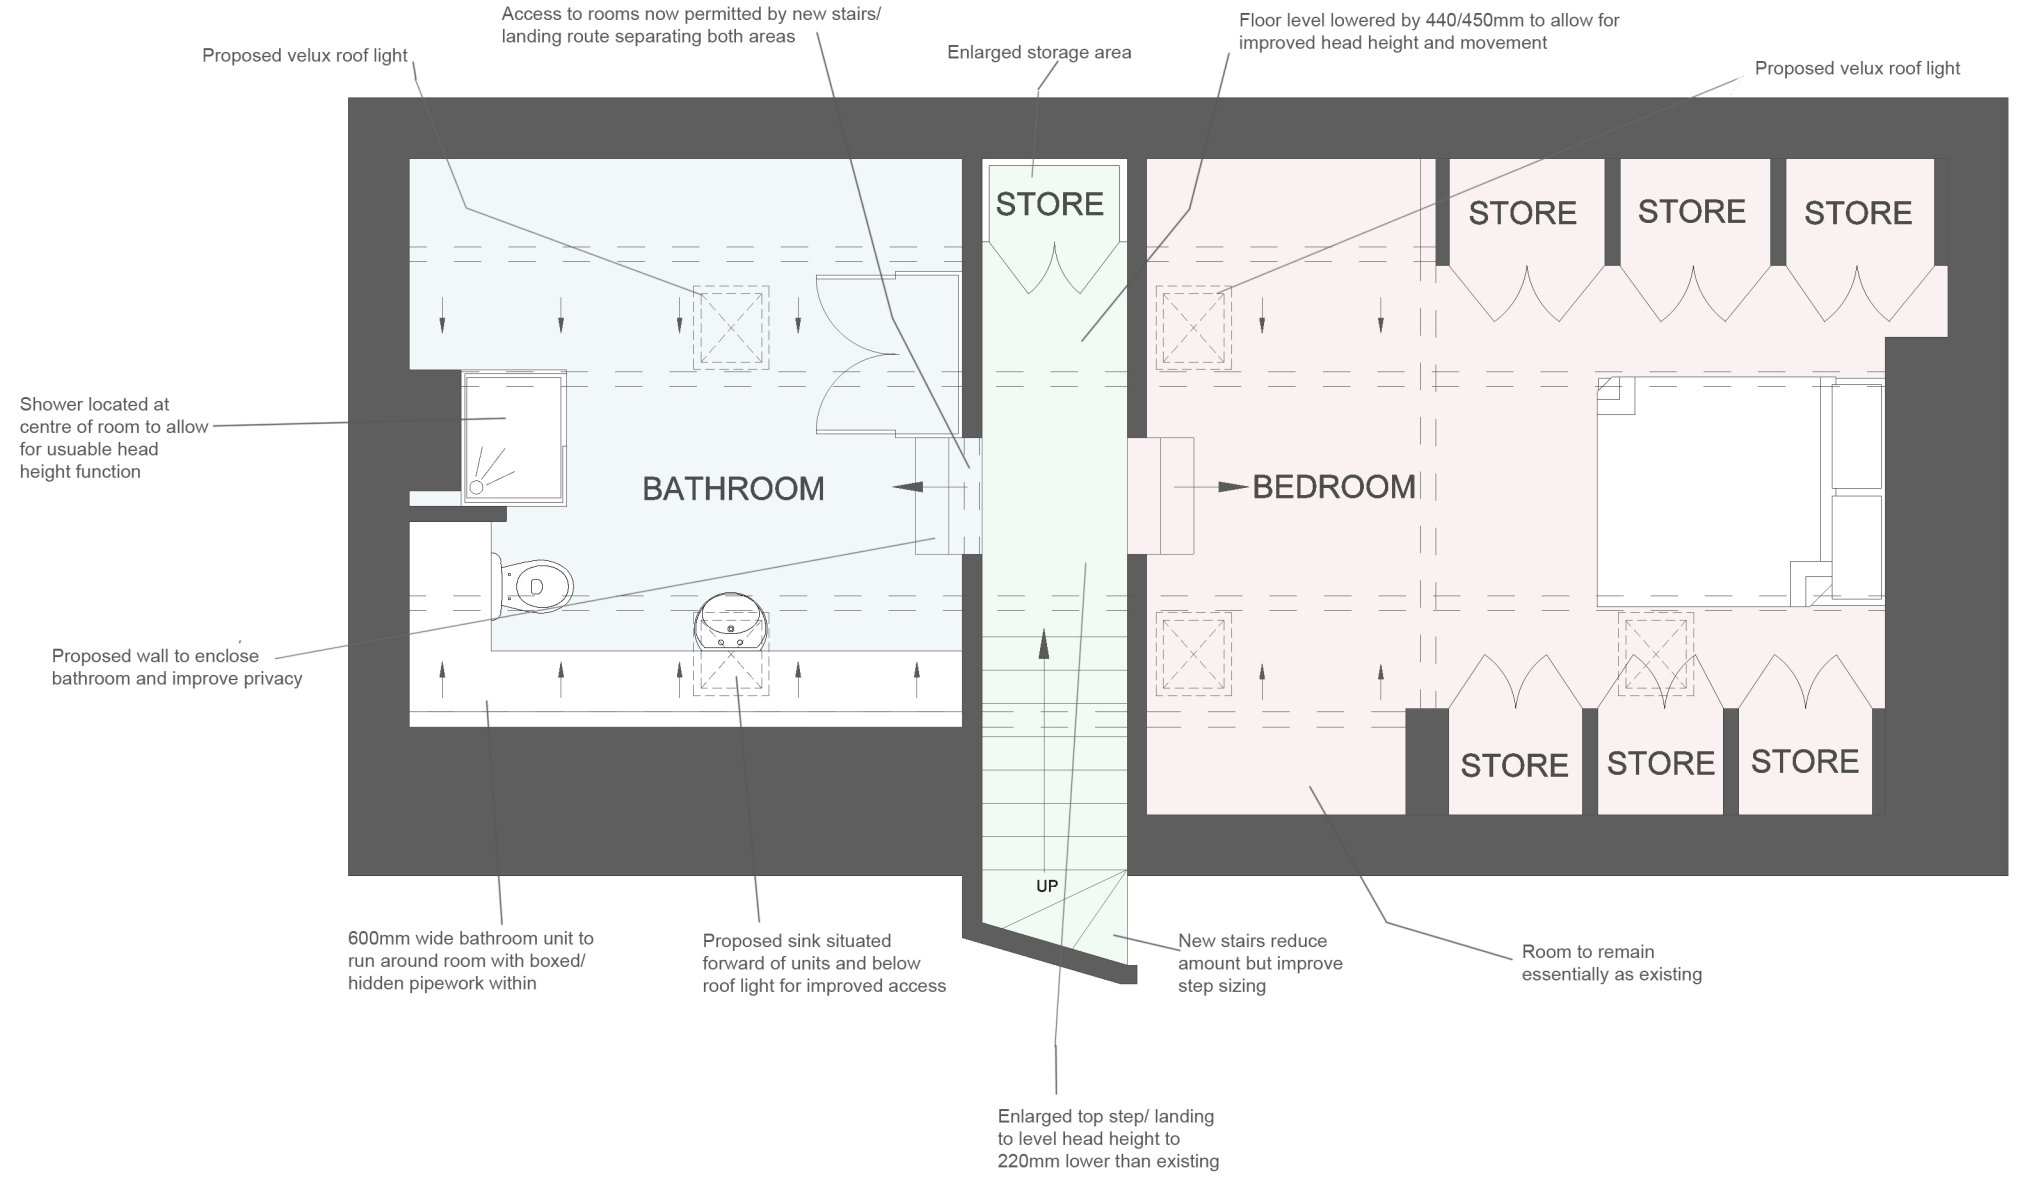 Access to rooms now permitted by new stairs/
landing route separating both areas
Floor level lowered by 440/450mm to allow for
improved head height and movement
Proposed velux roof light
Enlarged storage area
Proposed velux roof light
STORE
STORE
STORE
STORE
Shower located at
centre of room to allow
for usuable head
height function
BATHROOM
BEDROOM
Proposed wall to enclose
bathroom and improve privacy
STORE
STORE
STORE
UP
600mm wide bathroom unit to
run around room with boxed/
hidden pipework within
Proposed sink situated
forward of units and below
roof light for improved access
New stairs reduce
amount but improve
step sizing
Room to remain
essentially as existing
Enlarged top step/ landing
to level head height to
220mm lower than existing